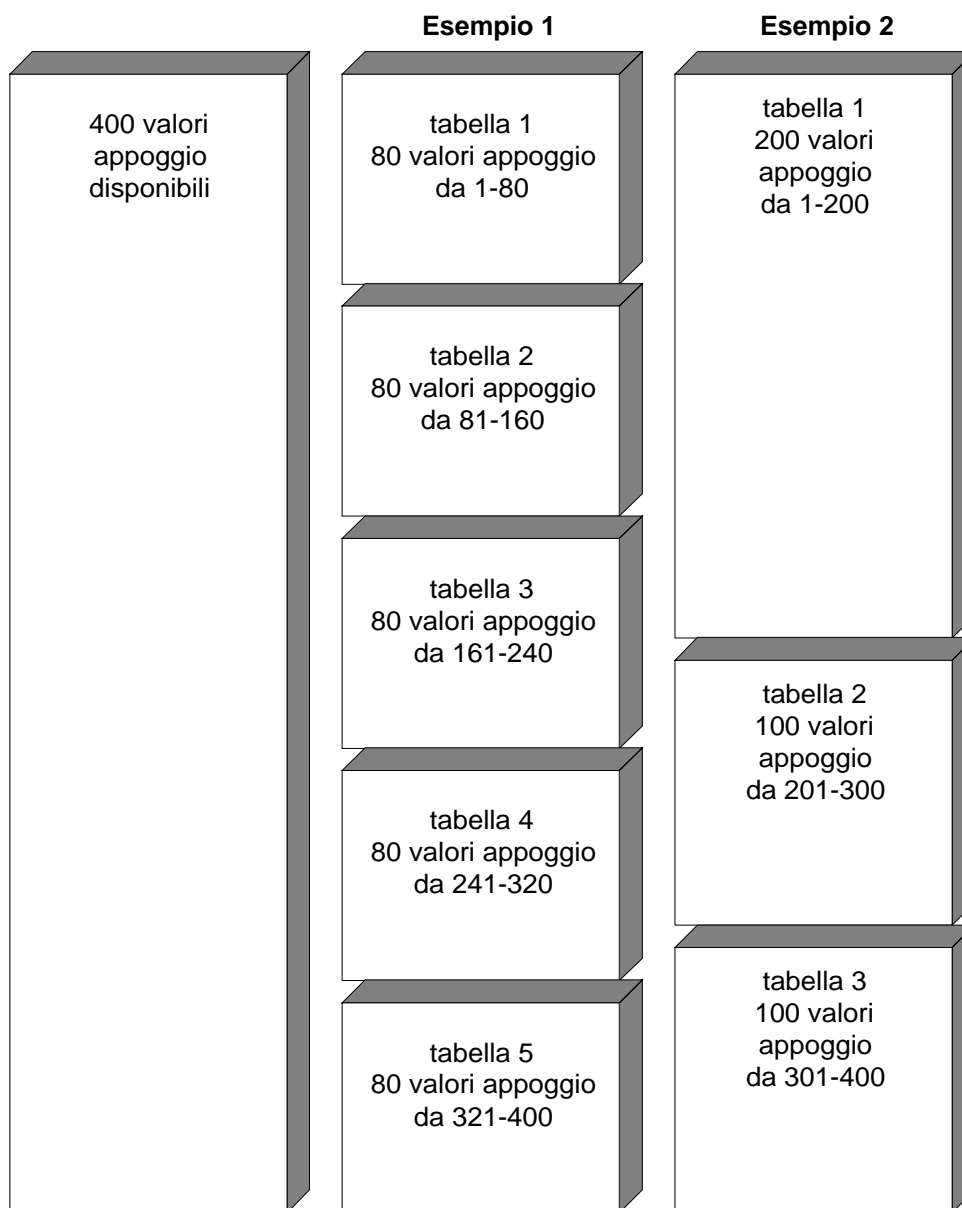 Esempio 1
Esempio 2
400 valori
appoggio
disponibili
tabella 1
80 valori appoggio
da 1-80
tabella 2
80 valori appoggio
da 81-160
tabella 3
80 valori appoggio
da 161-240
tabella 4
80 valori appoggio
da 241-320
tabella 5
80 valori appoggio
da 321-400
tabella 1
200 valori
appoggio
da 1-200
tabella 2
100 valori
appoggio
da 201-300
tabella 3
100 valori
appoggio
da 301-400